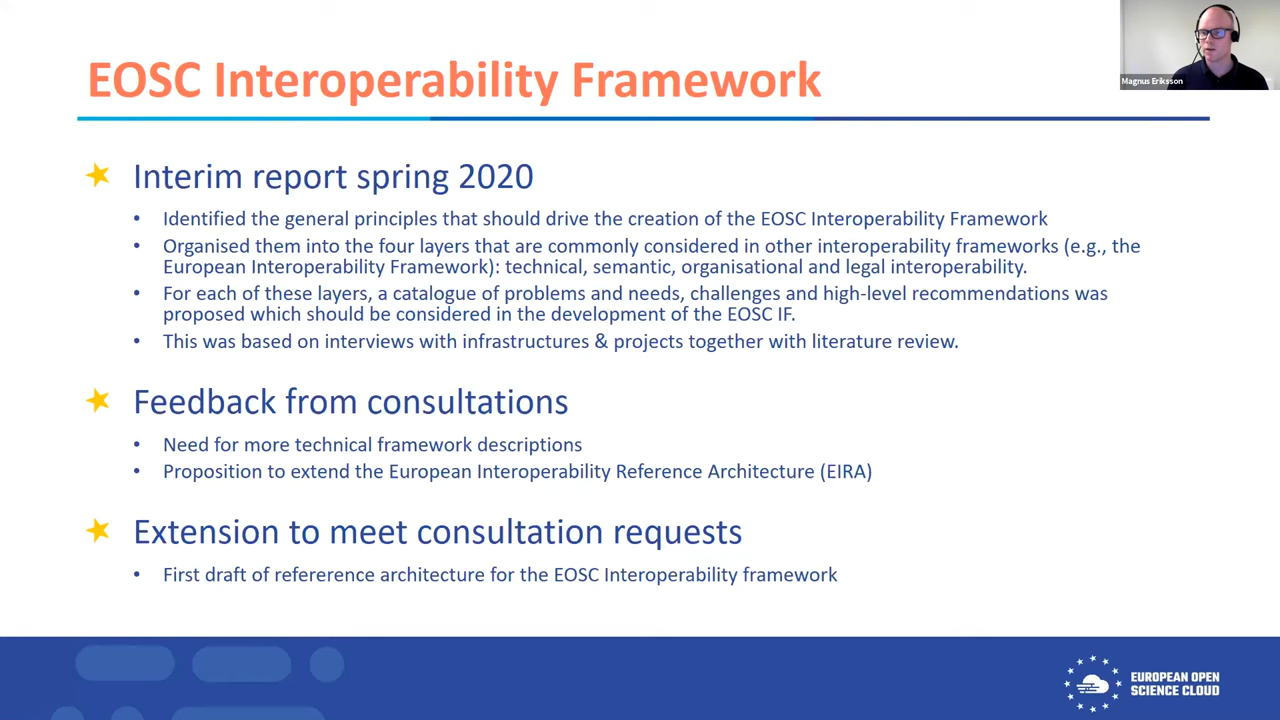 EOSC Interoperability Framework
Magnus Eriksson
Interim report spring 2020
• Identified the general principles that should drive the creation of the EOSC Interoperability Framework
• Organised them into the four layers that are commonly considered in other interoperability frameworks (e.g., the
European Interoperability Framework): technical, semantic, organisational and legal interoperability.
• For each of these layers, a catalogue of problems and needs, challenges and high-level recommendations was
proposed which should be considered in the development of the EOSC IF.
• This was based on interviews with infrastructures & projects together with literature review.
Feedback from consultations
• Need for more technical framework descriptions
• Proposition to extend the European Interoperability Reference Architecture (EIRA)
Extension to meet consultation requests
• First draft of refererence architecture for the EOSC Interoperability framework
EUROPEAN OPEN
SCIENCE CLOUD